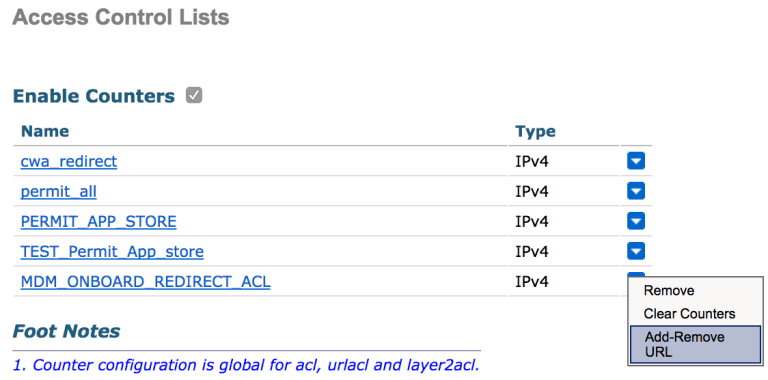 Access Control Lists
Enable Counters
Name Type
cwa_redirect IPv4
permit_all IPv4
PERMIT_APP_STORE IPv4
TEST_Permit_App_store IPv4
MDM_ONBOARD_REDIRECT_ACL IPv4
Remove
Clear Counters
Add-Remove
URL
Foot Notes
1. Counter configuration is global for acl, urlacl and layer2acl.